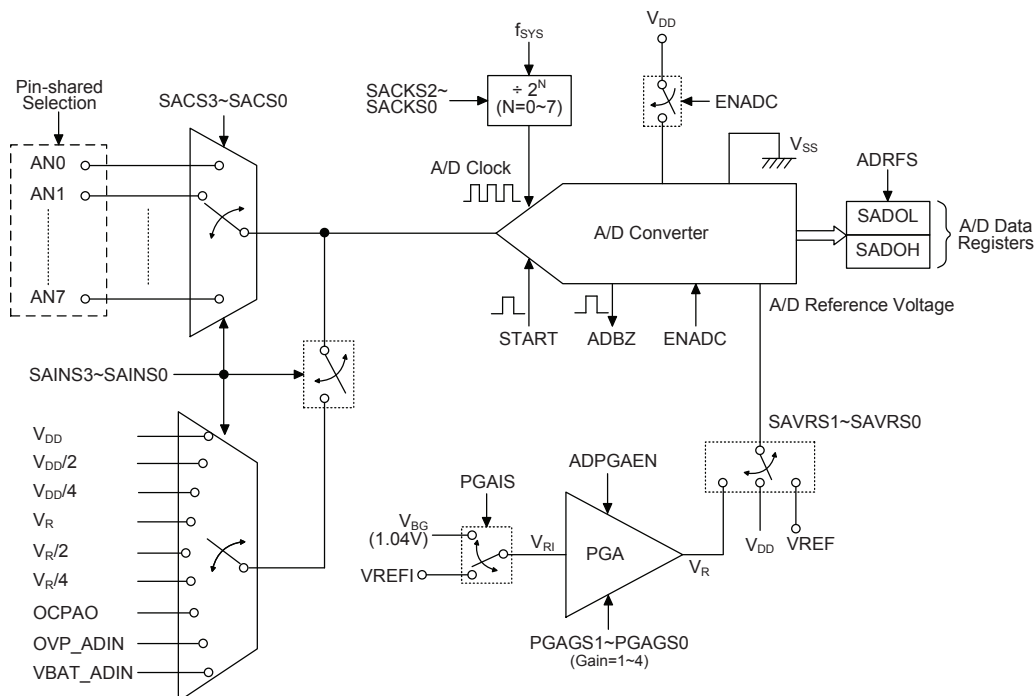 f_SYS
V_DD
Pin-shared
Selection
SACS3~SACS0
SACKS2~
SACKS0
÷ 2^N
(N=0~7)
ENADC
V_SS
ADRFS
AN0
AN1
AN7
A/D Clock
A/D Converter
SADOL
SADOH
A/D Data
Registers
START
ADBZ
ENADC
A/D Reference Voltage
SAINS3~SAINS0
V_DD
V_DD/2
V_DD/4
V_R
V_R/2
V_R/4
OCPAO
OVP_ADIN
VBAT_ADIN
SAVRS1~SAVRS0
PGAIS
ADPGAEN
V_BG
(1.04V)
VREFI
V_RI
PGA
V_R
V_DD
VREF
PGAGS1~PGAGS0
(Gain=1~4)